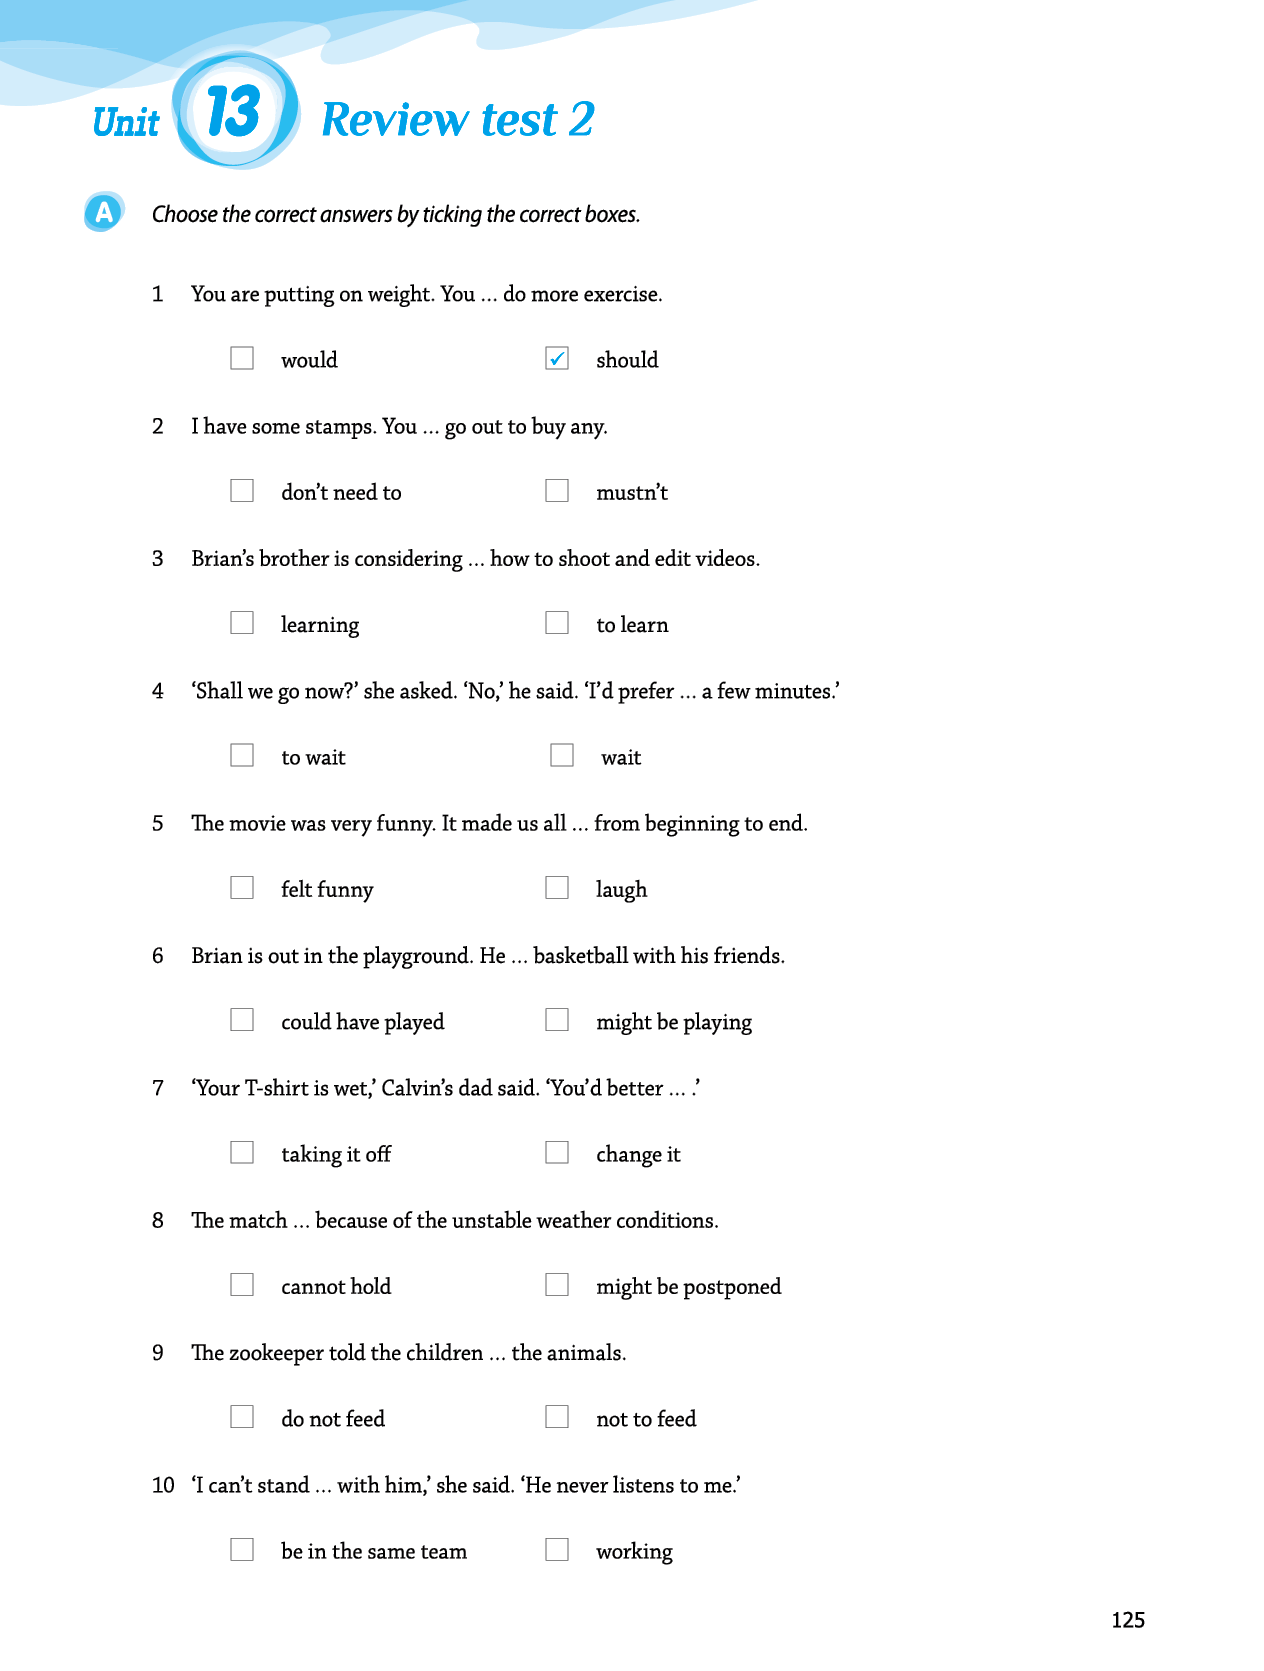 Unit 13 Review test 2
A Choose the correct answers by ticking the correct boxes.
1 You are putting on weight. You … do more exercise.
would ✓ should
2 I have some stamps. You … go out to buy any.
don’t need to mustn’t
3 Brian’s brother is considering … how to shoot and edit videos.
learning to learn
4 ‘Shall we go now?’ she asked. ‘No,’ he said. ‘I’d prefer … a few minutes.’
to wait wait
5 The movie was very funny. It made us all … from beginning to end.
felt funny laugh
6 Brian is out in the playground. He … basketball with his friends.
could have played might be playing
7 ‘Your T-shirt is wet,’ Calvin’s dad said. ‘You’d better … .’
taking it off change it
8 The match … because of the unstable weather conditions.
cannot hold might be postponed
9 The zookeeper told the children … the animals.
do not feed not to feed
10 ‘I can’t stand … with him,’ she said. ‘He never listens to me.’
be in the same team working
125